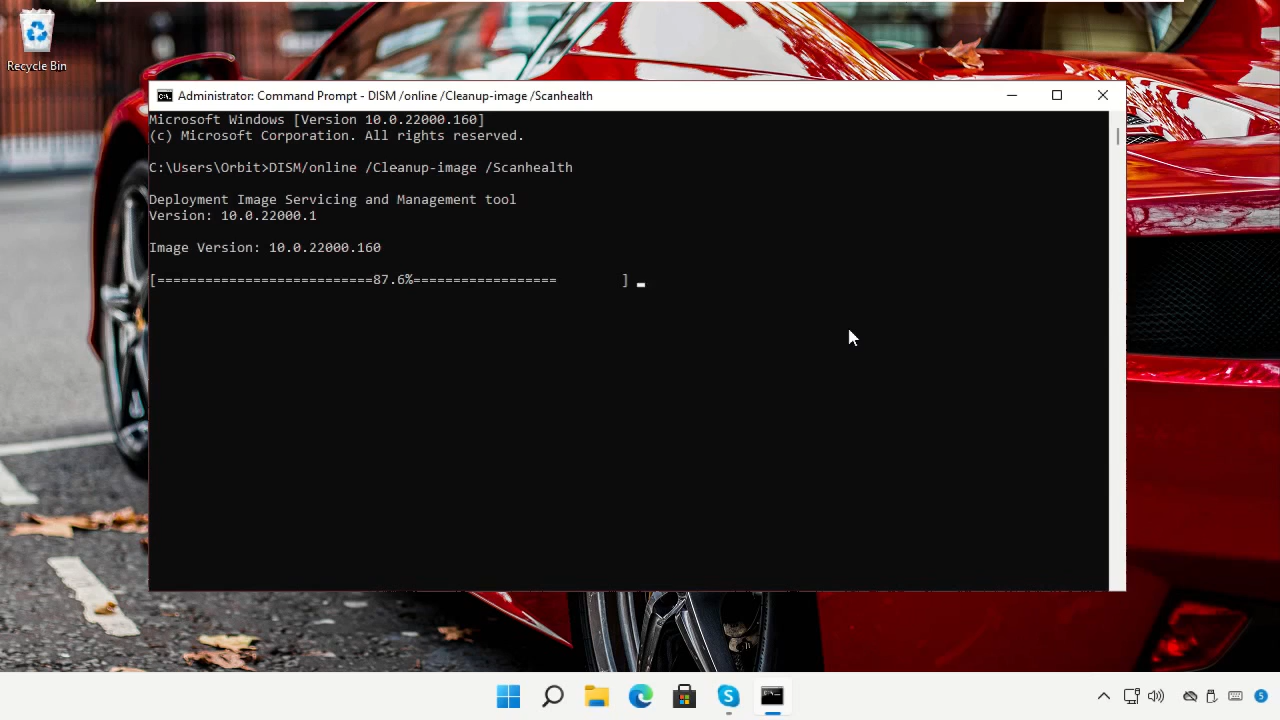 Recycle Bin
Administrator: Command Prompt - DISM /online /Cleanup-image /Scanhealth
Microsoft Windows [Version 10.0.22000.160]
(c) Microsoft Corporation. All rights reserved.
C:\Users\Orbit>DISM/online /Cleanup-image /Scanhealth
Deployment Image Servicing and Management tool
Version: 10.0.22000.1
Image Version: 10.0.22000.160
[===========================87.6%==================        ]
5